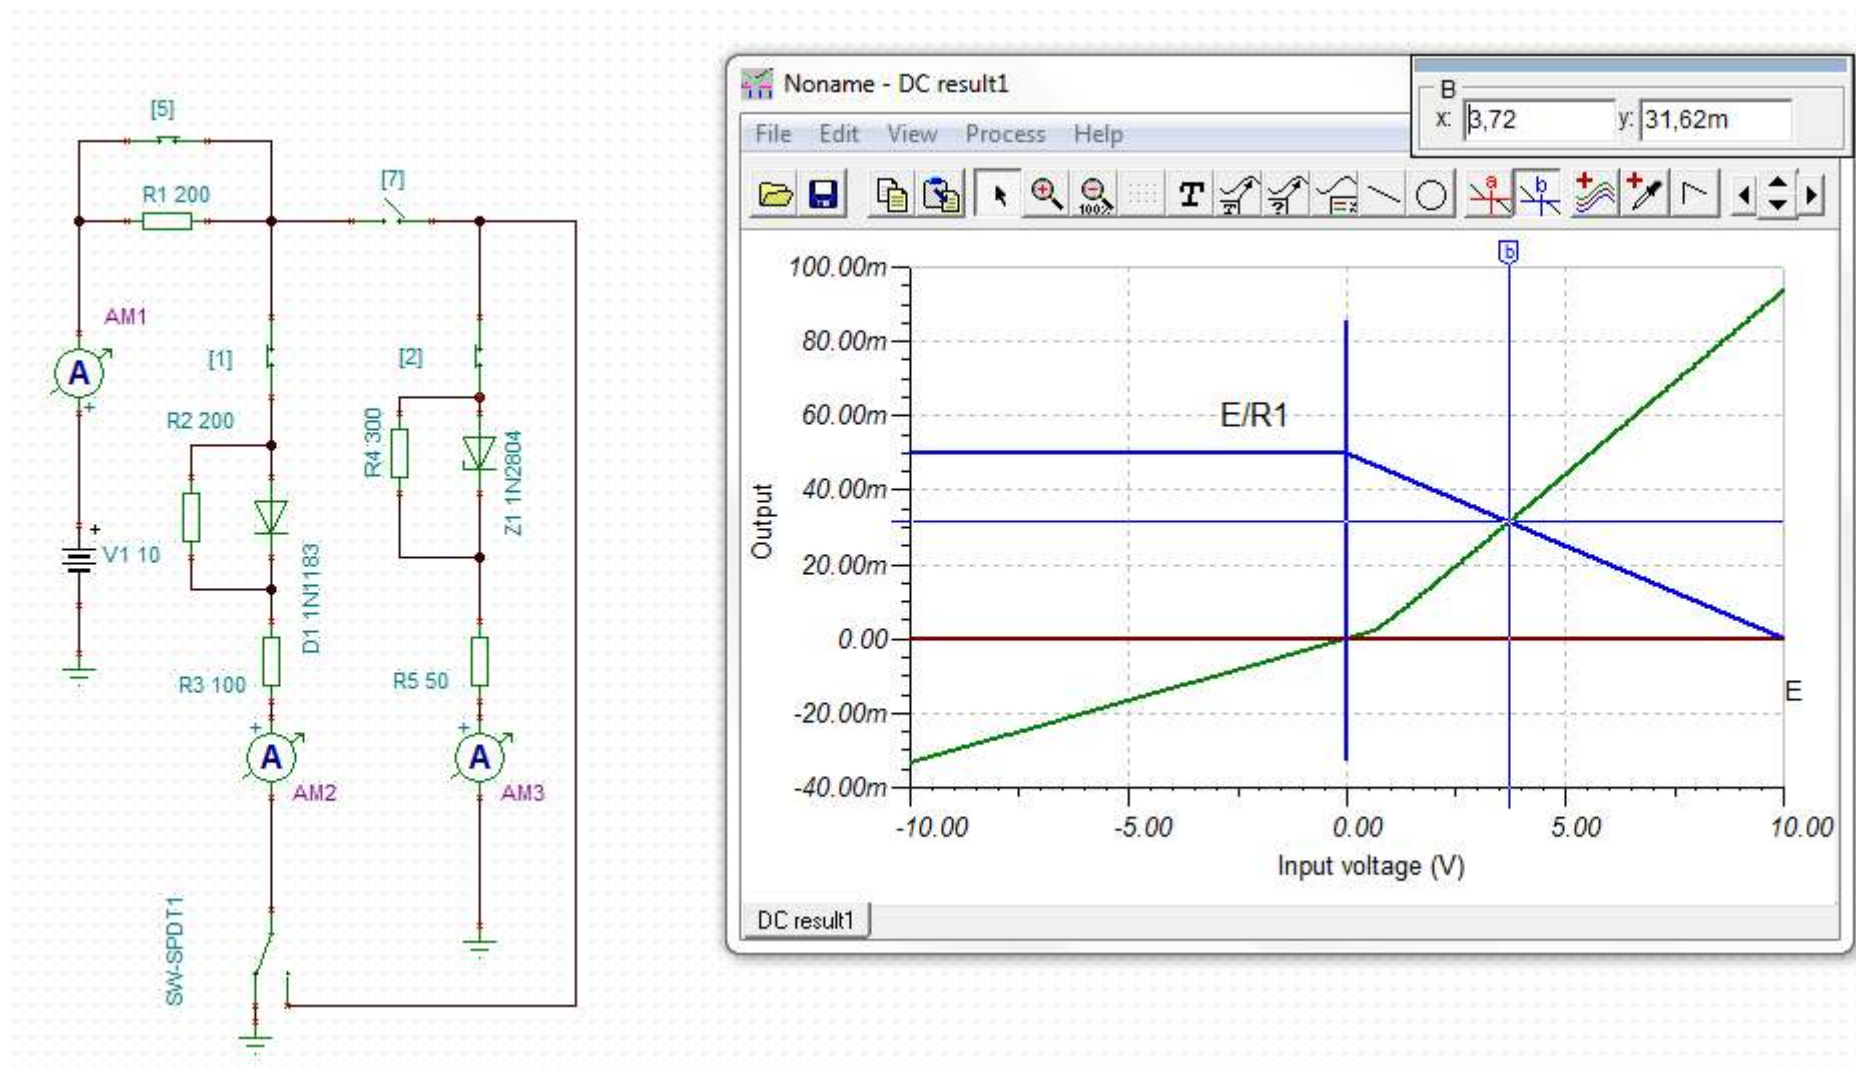 [5]
R1 200
[7]
AM1
A
+
[1]
[2]
R2 200
R4 300
Z1 1N2804
+
V1 10
D1 1N1183
R3 100
R5 50
+
A
AM2
+
A
AM3
SW-SPDT1
Noname - DC result1
B
x: 3,72 y: 31,62m
File Edit View Process Help
T
a
b
100%
b
100.00m
80.00m
60.00m
40.00m
20.00m
0.00
-20.00m
-40.00m
Output
E/R1
E
-10.00 -5.00 0.00 5.00 10.00
Input voltage (V)
DC result1